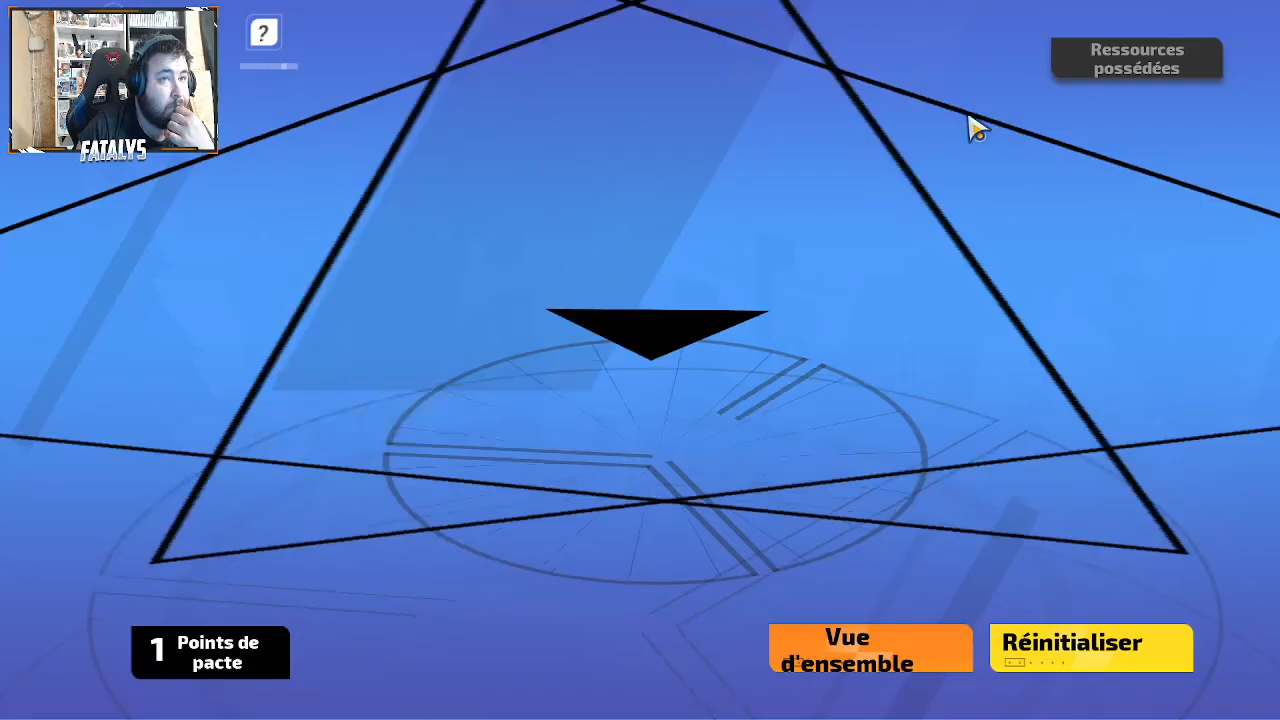 ?
Ressources
possédées
FATALYS
1 Points de
pacte
Vue
d'ensemble
Réinitialiser